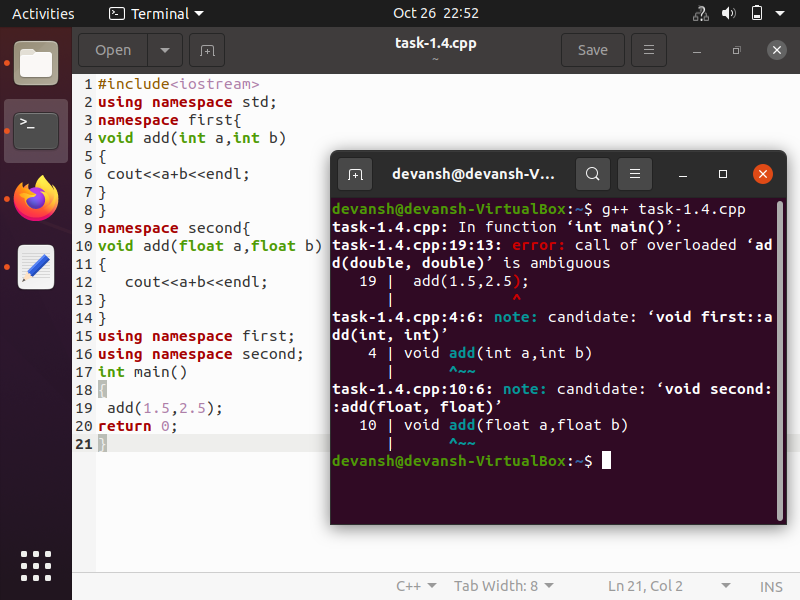 Activities Terminal Oct 26 22:52
Open task-1.4.cpp Save
~
1 #include<iostream>
2 using namespace std;
3 namespace first{
4 void add(int a,int b)
5 {
6  cout<<a+b<<endl;
7 }
8 }
9 namespace second{
10 void add(float a,float b)
11 {
12    cout<<a+b<<endl;
13 }
14 }
15 using namespace first;
16 using namespace second;
17 int main()
18 {
19  add(1.5,2.5);
20 return 0;
21 }
devansh@devansh-V...
devansh@devansh-VirtualBox:~$ g++ task-1.4.cpp
task-1.4.cpp: In function ‘int main()’:
task-1.4.cpp:19:13: error: call of overloaded ‘ad
d(double, double)’ is ambiguous
   19 |  add(1.5,2.5);
      |             ^
task-1.4.cpp:4:6: note: candidate: ‘void first::a
dd(int, int)’
    4 | void add(int a,int b)
      |      ^~~
task-1.4.cpp:10:6: note: candidate: ‘void second:
:add(float, float)’
   10 | void add(float a,float b)
      |      ^~~
devansh@devansh-VirtualBox:~$
C++ Tab Width: 8 Ln 21, Col 2 INS